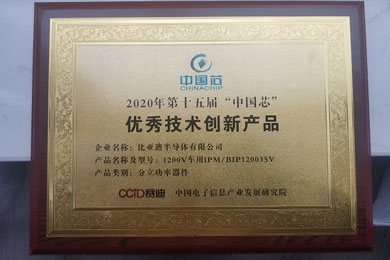 中国芯
CHINACHIP
2020年第十五届“中国芯”
优秀技术创新产品
企业名称：比亚迪半导体有限公司
产品名称及型号：1200V车用IPM/BIP120035V
产品类别：分立功率器件
CCID赛迪 中国电子信息产业发展研究院